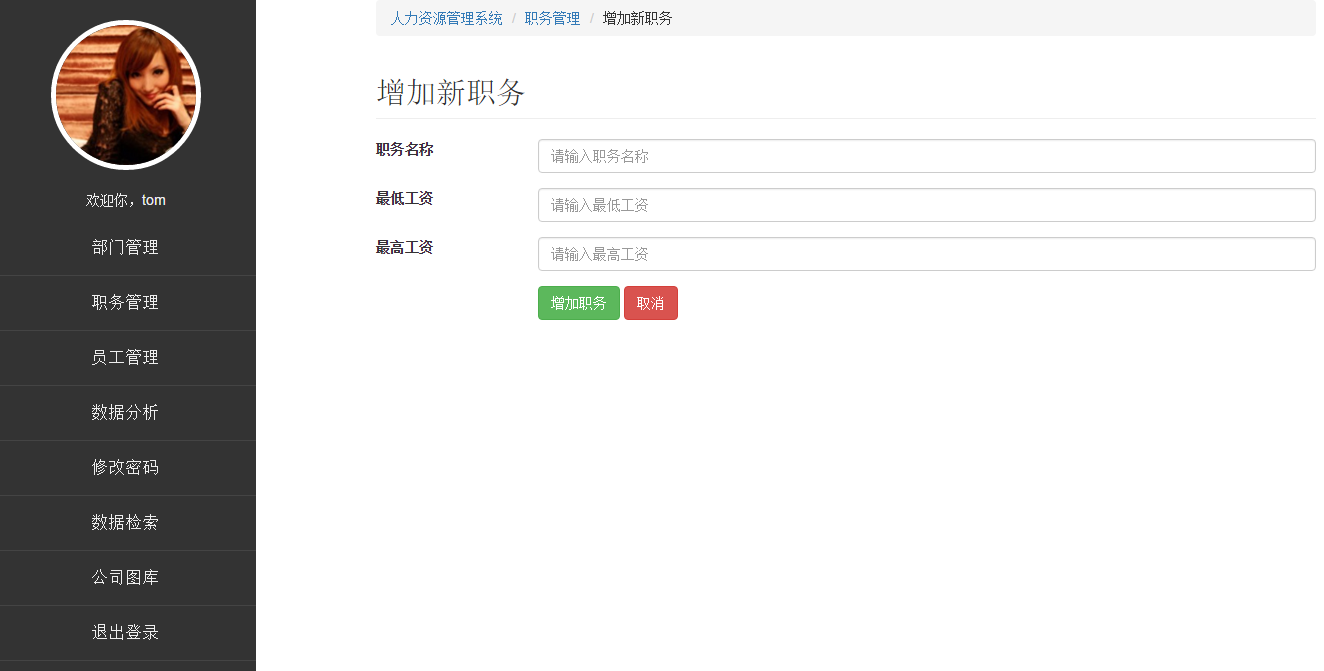 欢迎你，tom
部门管理
职务管理
员工管理
数据分析
修改密码
数据检索
公司图库
退出登录
人力资源管理系统 / 职务管理 / 增加新职务
增加新职务
职务名称 请输入职务名称
最低工资 请输入最低工资
最高工资 请输入最高工资
增加职务 取消